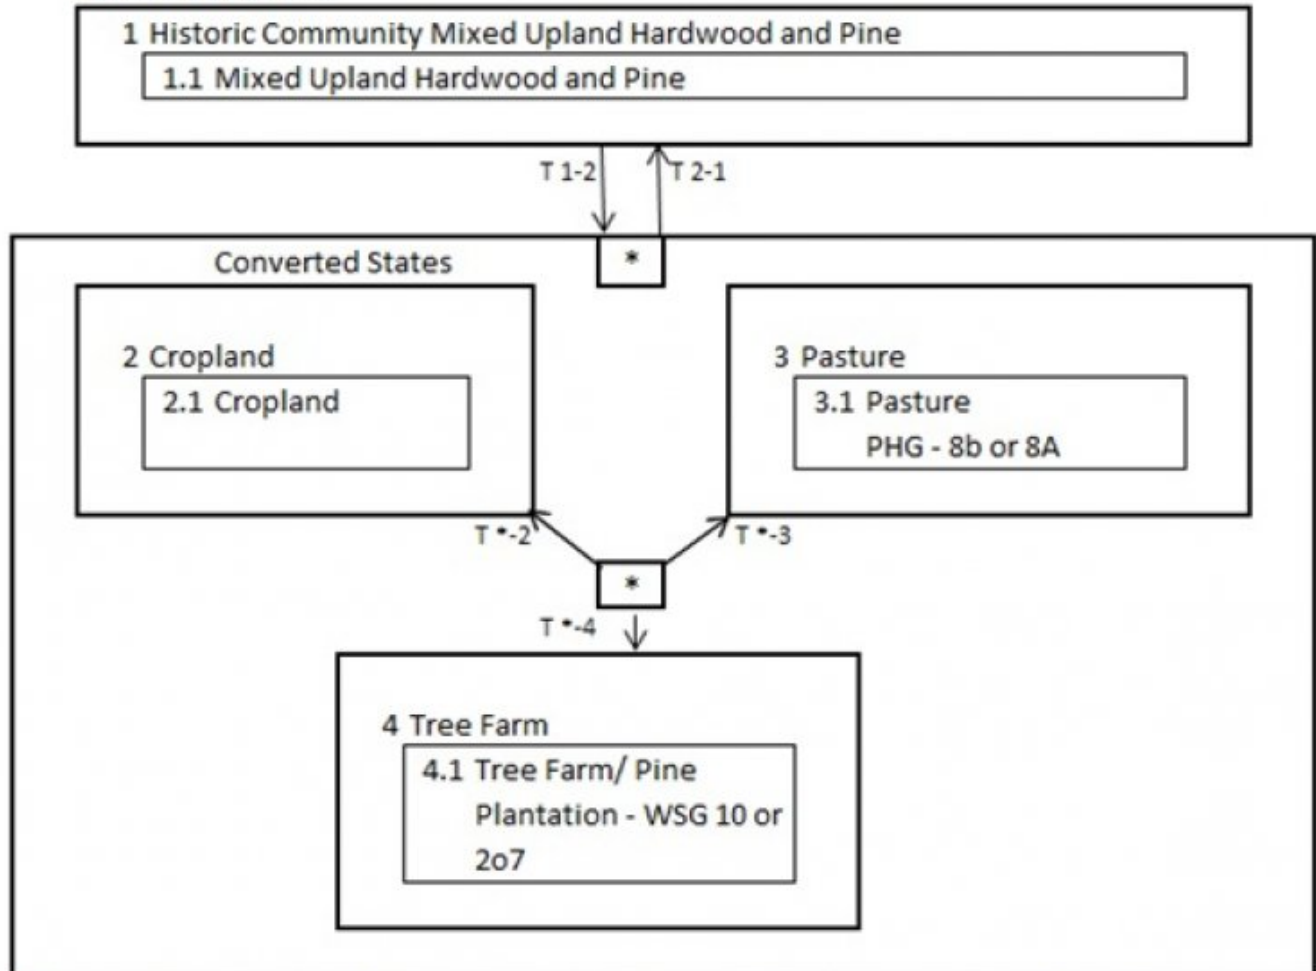 1 Historic Community Mixed Upland Hardwood and Pine
1.1 Mixed Upland Hardwood and Pine
T 1-2
T 2-1
Converted States
*
2 Cropland
2.1 Cropland
3 Pasture
3.1 Pasture
PHG - 8b or 8A
T *-2
T *-3
*
T *-4
4 Tree Farm
4.1 Tree Farm/ Pine
Plantation - WSG 10 or
2o7